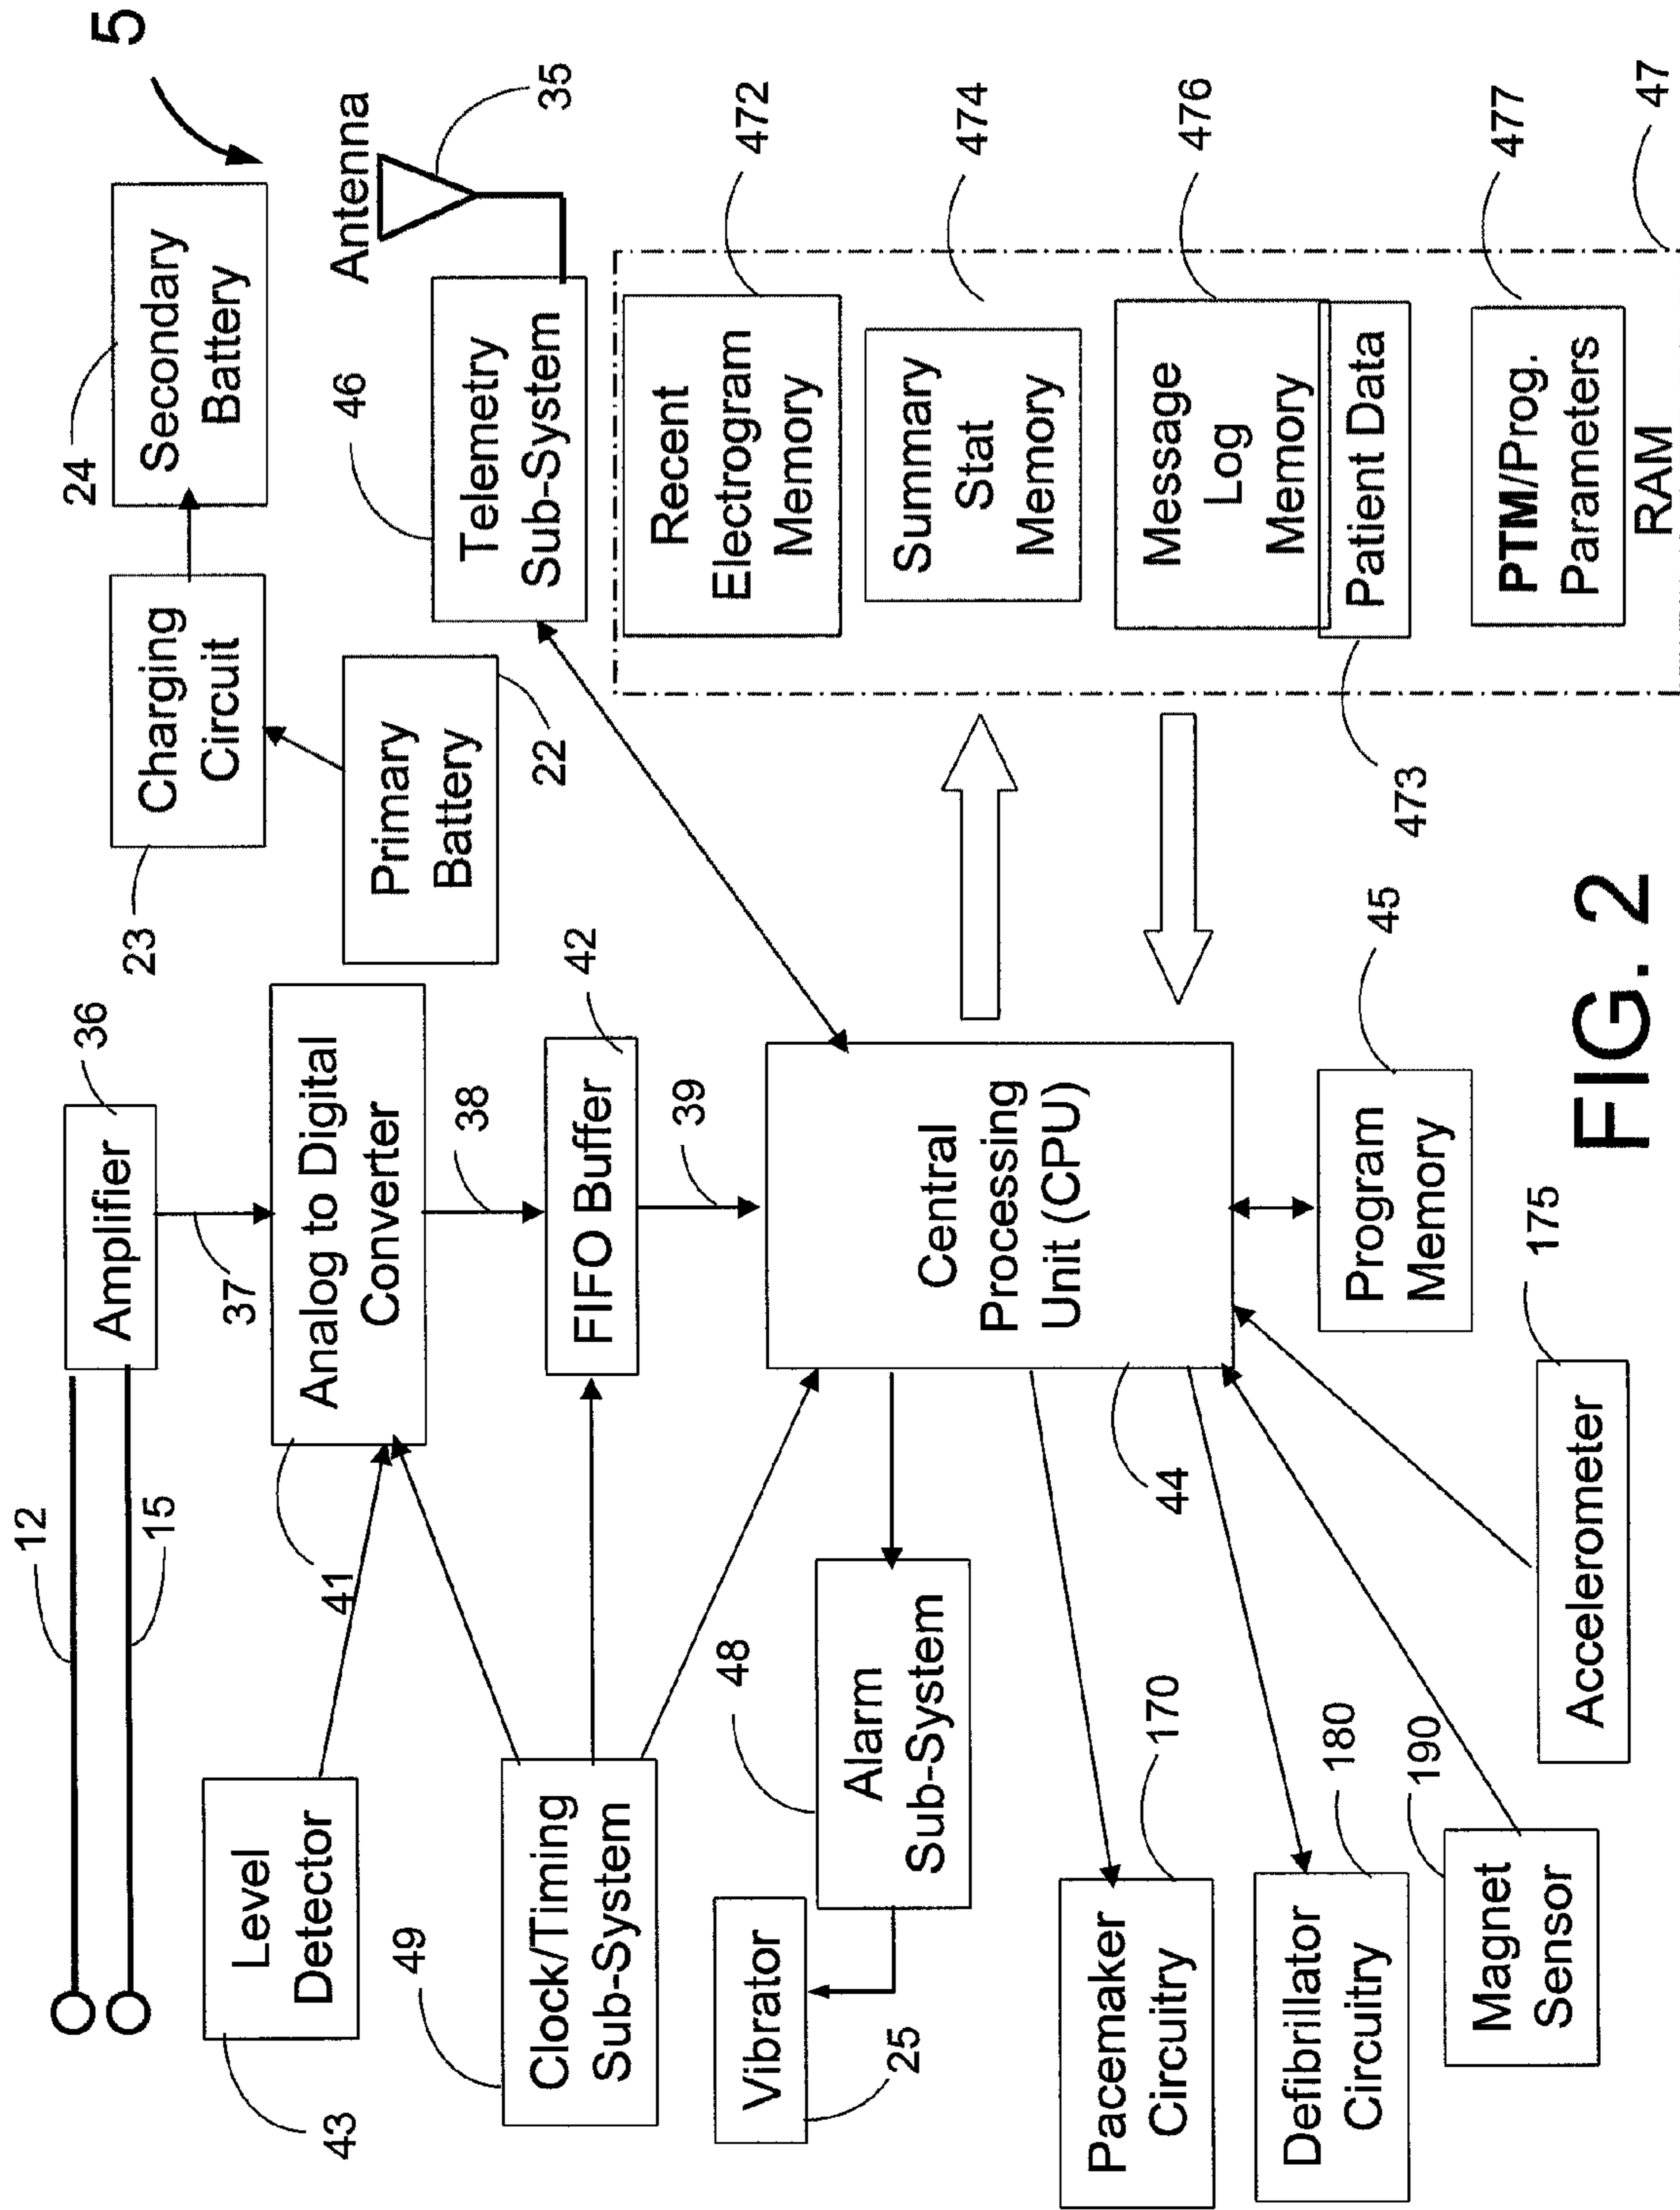 5
12
15
Amplifier
36
37
Level
Detector
43
41
Analog to Digital
Converter
38
Charging
Circuit
23
Secondary
Battery
24
Primary
Battery
22
Antenna
35
Telemetry
Sub-System
46
Clock/Timing
Sub-System
49
FIFO Buffer
42
39
Vibrator
25
Alarm
Sub-System
48
Central
Processing
Unit (CPU)
44
Pacemaker
Circuitry
170
Defibrillator
Circuitry
180
Magnet
Sensor
190
Accelerometer
175
Program
Memory
45
Recent
Electrogram
Memory
472
Summary
Stat
Memory
474
Message
Log
Memory
476
Patient Data
473
PTM/Prog.
Parameters
477
RAM
47
FIG. 2